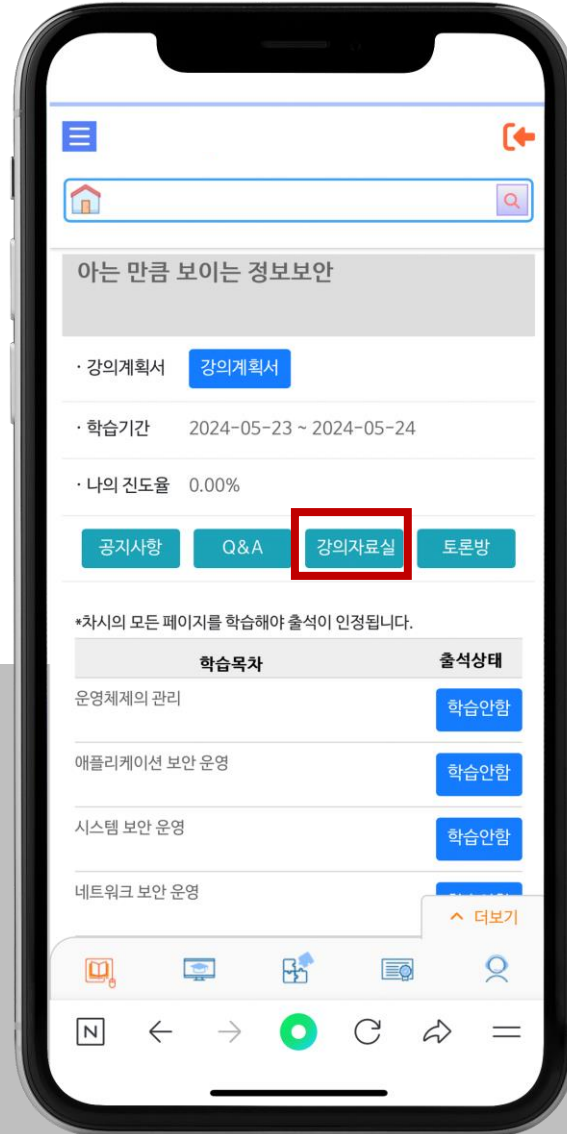 아는 만큼 보이는 정보보안
· 강의계획서 강의계획서
· 학습기간 2024-05-23 ~ 2024-05-24
· 나의 진도율 0.00%
공지사항 Q&A 강의자료실 토론방
*차시의 모든 페이지를 학습해야 출석이 인정됩니다.
학습목차 출석상태
운영체제의 관리 학습안함
애플리케이션 보안 운영 학습안함
시스템 보안 운영 학습안함
네트워크 보안 운영
더보기
N